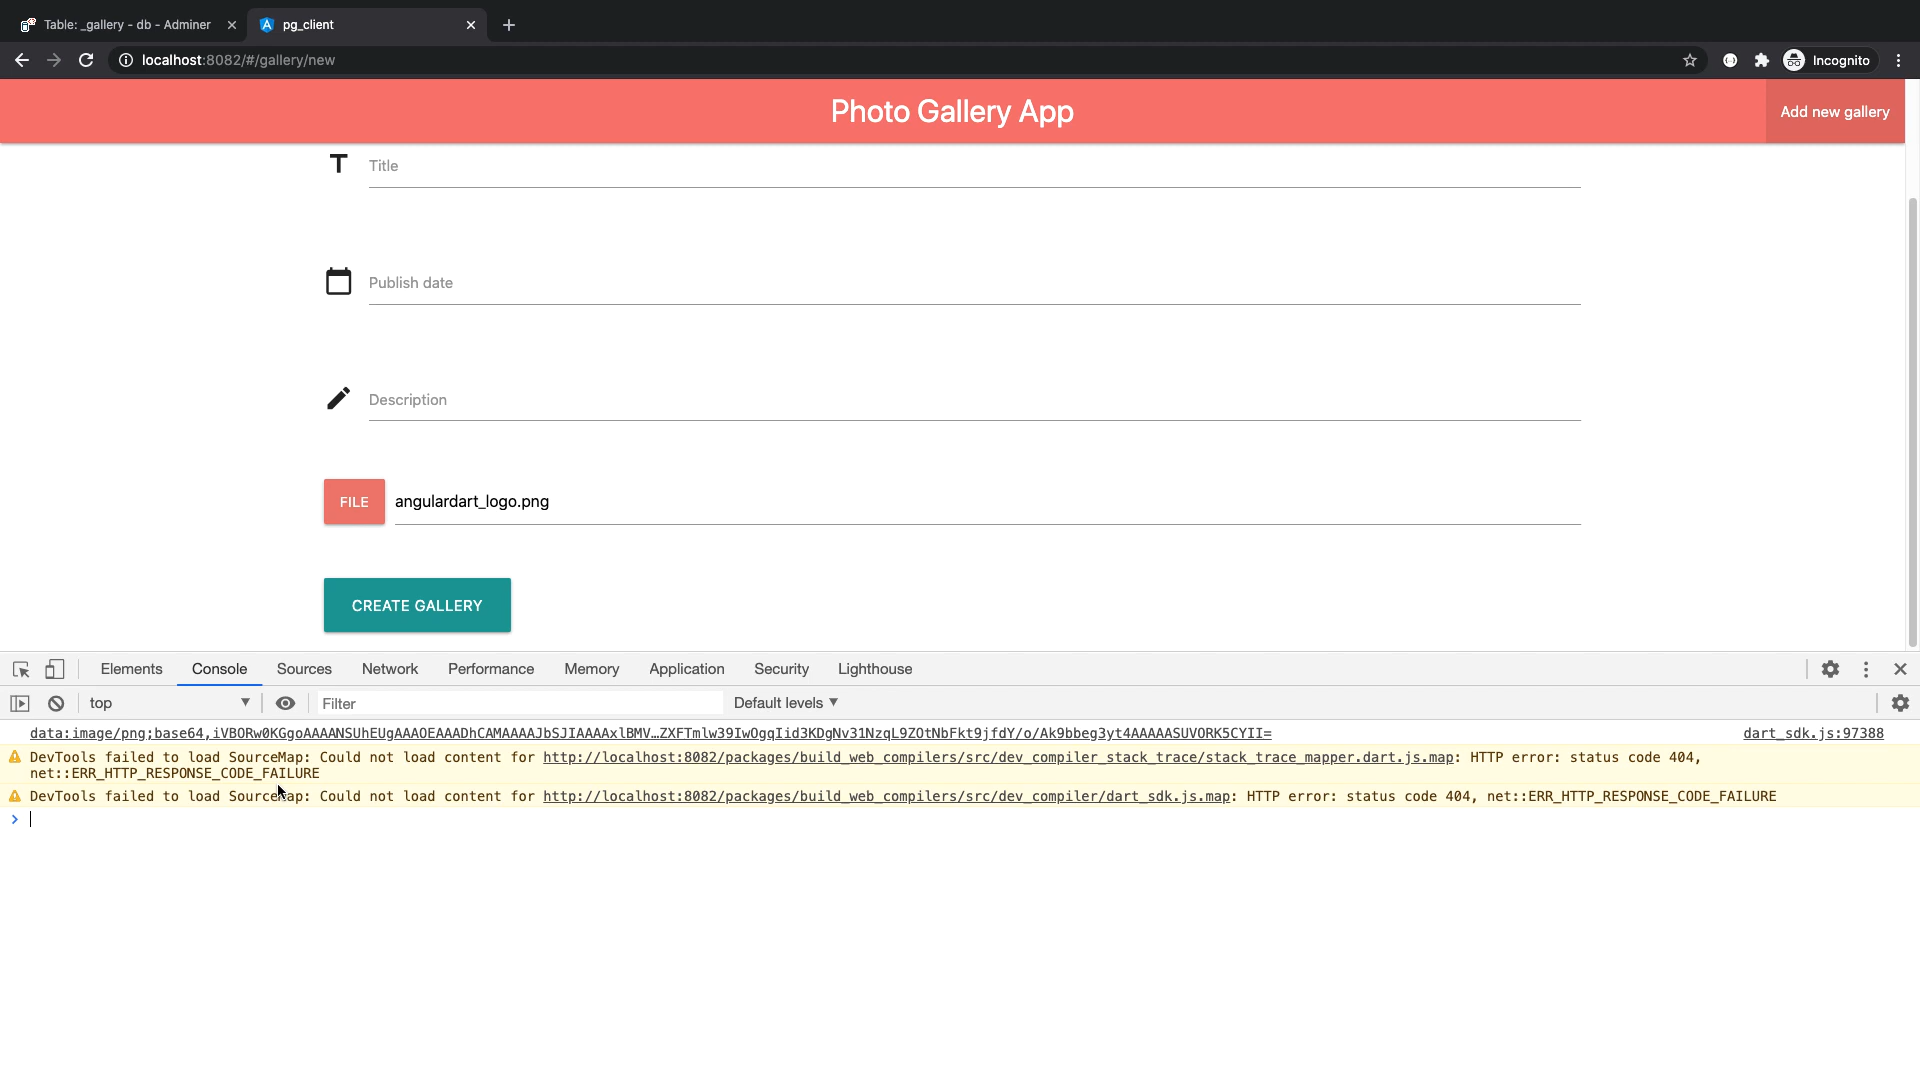 Table: _gallery - db - Adminer
pg_client
localhost:8082/#/gallery/new
Incognito
Photo Gallery App
Add new gallery
Title
Publish date
Description
FILE
angulardart_logo.png
CREATE GALLERY
Elements Console Sources Network Performance Memory Application Security Lighthouse
top
Filter
Default levels
data:image/png;base64,iVBORw0KGgoAAAANSUhEUgAAAOEAAADhCAMAAAAJbSJIAAAAxlBMV…ZXFTmlw39IwOgqIid3KDgNv31NzqL9ZOtNbFkt9jfdY/o/Ak9bbeg3yt4AAAAASUVORK5CYII=
dart_sdk.js:97388
DevTools failed to load SourceMap: Could not load content for http://localhost:8082/packages/build_web_compilers/src/dev_compiler_stack_trace/stack_trace_mapper.dart.js.map: HTTP error: status code 404,
net::ERR_HTTP_RESPONSE_CODE_FAILURE
DevTools failed to load SourceMap: Could not load content for http://localhost:8082/packages/build_web_compilers/src/dev_compiler/dart_sdk.js.map: HTTP error: status code 404, net::ERR_HTTP_RESPONSE_CODE_FAILURE